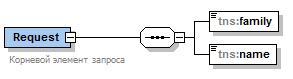 tns:family
Request
tns:name
Корневой элемент запроса